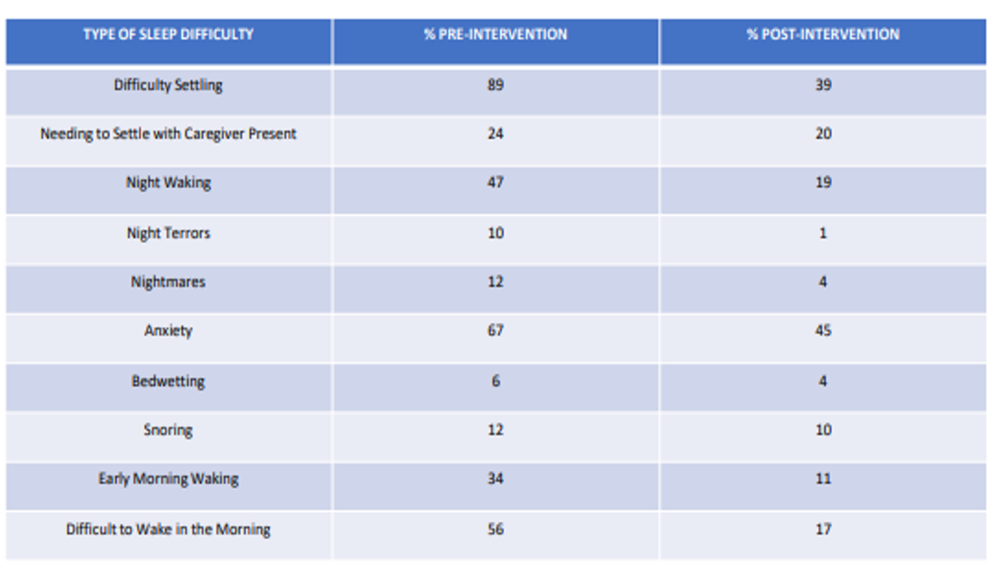 TYPE OF SLEEP DIFFICULTY % PRE-INTERVENTION % POST-INTERVENTION
Difficulty Settling 89 39
Needing to Settle with Caregiver Present 24 20
Night Waking 47 19
Night Terrors 10 1
Nightmares 12 4
Anxiety 67 45
Bedwetting 6 4
Snoring 12 10
Early Morning Waking 34 11
Difficult to Wake in the Morning 56 17